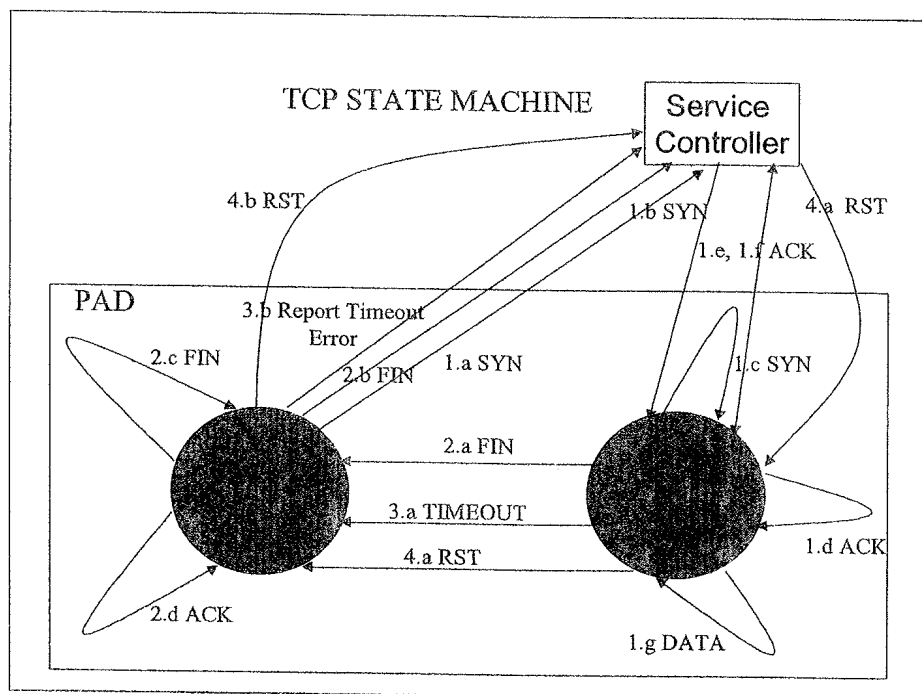 TCP STATE MACHINE
Service
Controller
4.b RST
1.b SYN
4.a RST
1.e, 1.f ACK
PAD
3.b Report Timeout
Error
2.c FIN
2.b FIN
1.a SYN
1.c SYN
2.a FIN
3.a TIMEOUT
1.d ACK
4.a RST
2.d ACK
1.g DATA